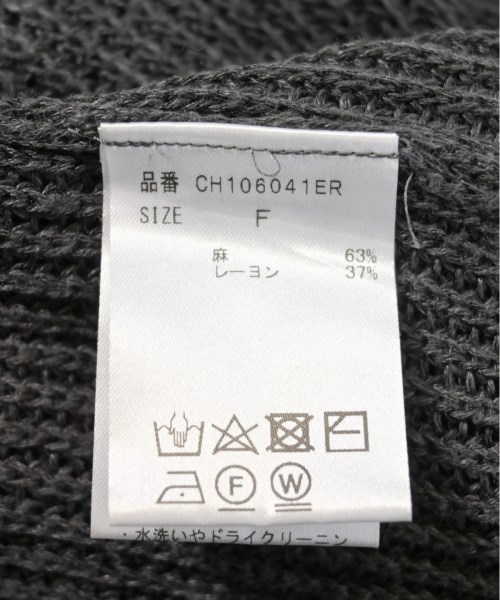 品番 CH106041ER
SIZE F
麻 63%
レーヨン 37%
F W
・水洗いやドライクリーニン